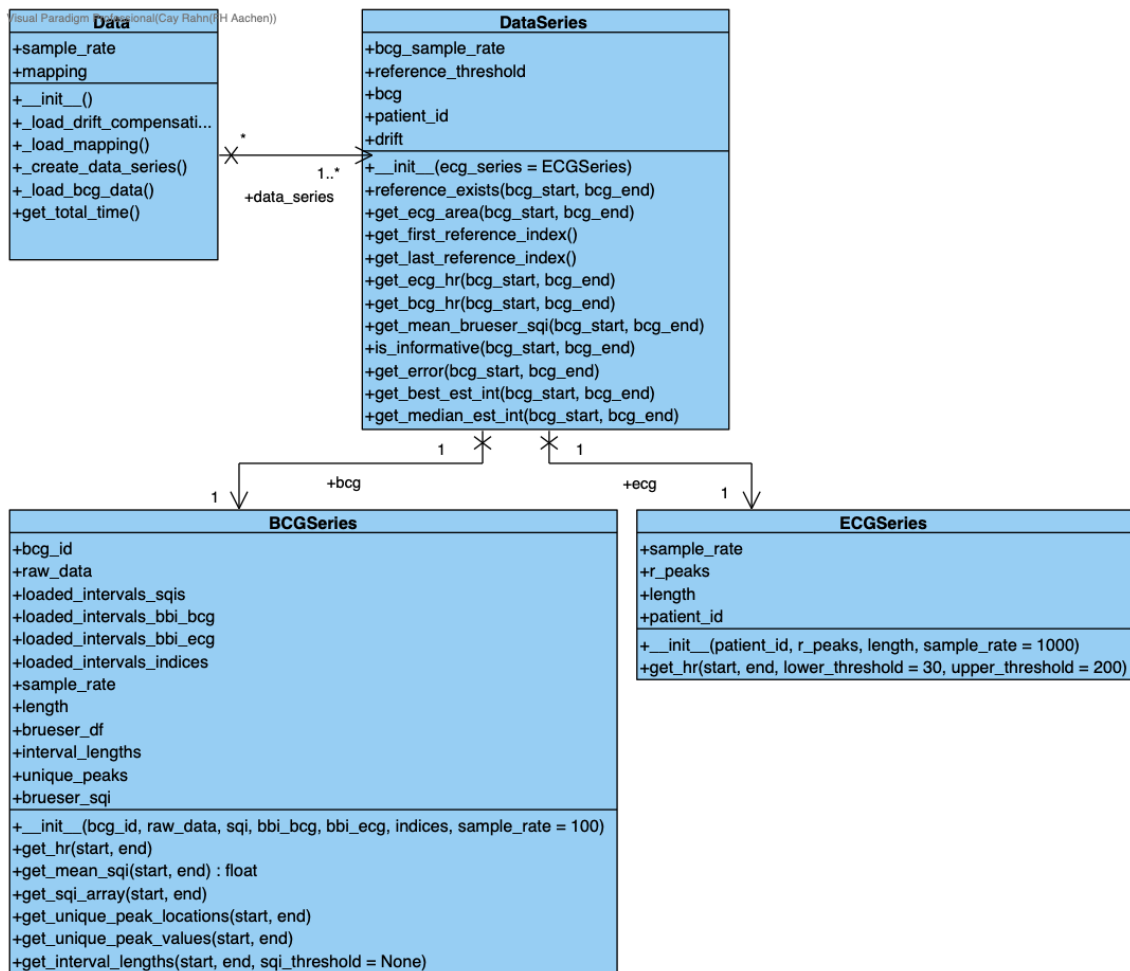 Visual Paradigm Professional(Cay Rahn(FH Aachen))
Data
+sample_rate
+mapping
+__init__()
+_load_drift_compensati...
+_load_mapping()
+_create_data_series()
+_load_bcg_data()
+get_total_time()
*
1..*
+data_series
DataSeries
+bcg_sample_rate
+reference_threshold
+bcg
+patient_id
+drift
+__init__(ecg_series = ECGSeries)
+reference_exists(bcg_start, bcg_end)
+get_ecg_area(bcg_start, bcg_end)
+get_first_reference_index()
+get_last_reference_index()
+get_ecg_hr(bcg_start, bcg_end)
+get_bcg_hr(bcg_start, bcg_end)
+get_mean_brueser_sqi(bcg_start, bcg_end)
+is_informative(bcg_start, bcg_end)
+get_error(bcg_start, bcg_end)
+get_best_est_int(bcg_start, bcg_end)
+get_median_est_int(bcg_start, bcg_end)
1
1
+bcg
+ecg
1
1
BCGSeries
+bcg_id
+raw_data
+loaded_intervals_sqis
+loaded_intervals_bbi_bcg
+loaded_intervals_bbi_ecg
+loaded_intervals_indices
+sample_rate
+length
+brueser_df
+interval_lengths
+unique_peaks
+brueser_sqi
+__init__(bcg_id, raw_data, sqi, bbi_bcg, bbi_ecg, indices, sample_rate = 100)
+get_hr(start, end)
+get_mean_sqi(start, end) : float
+get_sqi_array(start, end)
+get_unique_peak_locations(start, end)
+get_unique_peak_values(start, end)
+get_interval_lengths(start, end, sqi_threshold = None)
ECGSeries
+sample_rate
+r_peaks
+length
+patient_id
+__init__(patient_id, r_peaks, length, sample_rate = 1000)
+get_hr(start, end, lower_threshold = 30, upper_threshold = 200)